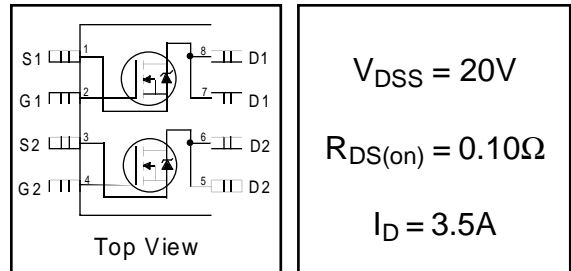 S1 1 8 D1
G1 2 7 D1
S2 3 6 D2
G2 4 5 D2
Top View
V_DSS = 20V
R_DS(on) = 0.10Ω
I_D = 3.5A